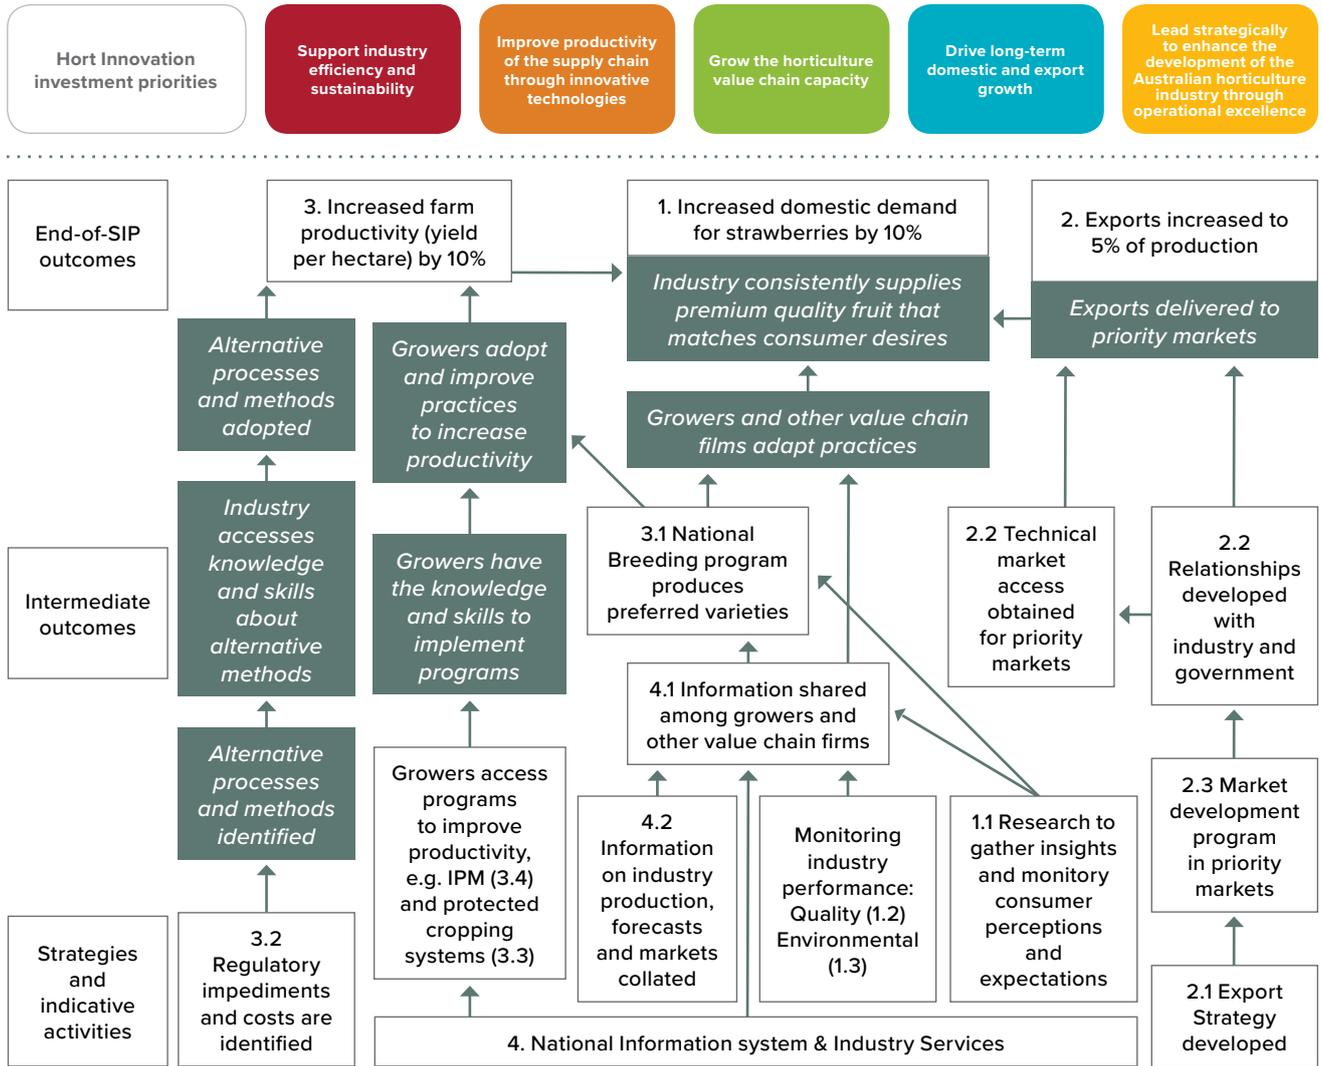 Hort Innovation
investment priorities
Support industry
efficiency and
sustainability
Improve productivity
of the supply chain
through innovative
technologies
Grow the horticulture
value chain capacity
Drive long-term
domestic and export
growth
Lead strategically
to enhance the
development of the
Australian horticulture
industry through
operational excellence
End-of-SIP
outcomes
3. Increased farm
productivity (yield
per hectare) by 10%
1. Increased domestic demand
for strawberries by 10%
Industry consistently supplies
premium quality fruit that
matches consumer desires
2. Exports increased to
5% of production
Exports delivered to
priority markets
Alternative
processes
and methods
adopted
Growers adopt
and improve
practices
to increase
productivity
Growers and other value chain
films adapt practices
Intermediate
outcomes
Industry
accesses
knowledge
and skills
about
alternative
methods
Growers have
the knowledge
and skills to
implement
programs
3.1 National
Breeding program
produces
preferred varieties
2.2 Technical
market
access
obtained
for priority
markets
2.2
Relationships
developed
with
industry and
government
4.1 Information shared
among growers and
other value chain firms
Alternative
processes
and methods
identified
Growers access
programs
to improve
productivity,
e.g. IPM (3.4)
and protected
cropping
systems (3.3)
4.2
Information
on industry
production,
forecasts
and markets
collated
Monitoring
industry
performance:
Quality (1.2)
Environmental
(1.3)
1.1 Research to
gather insights
and monitory
consumer
perceptions
and
expectations
2.3 Market
development
program
in priority
markets
Strategies
and
indicative
activities
3.2
Regulatory
impediments
and costs are
identified
4. National Information system & Industry Services
2.1 Export
Strategy
developed